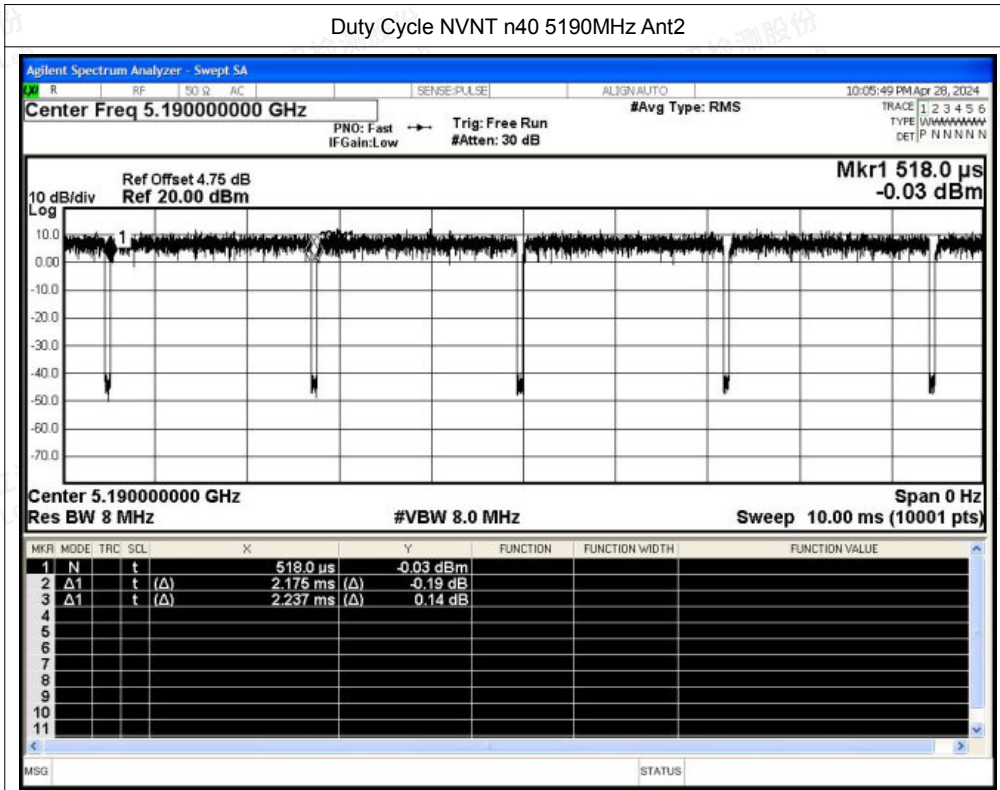 Duty Cycle NVNT n40 5190MHz Ant2
Agilent Spectrum Analyzer - Swept SA
R RF 50 Ω AC SENSE:PULSE ALIGNAUTO 10:05:49 PM Apr 28, 2024
Center Freq 5.190000000 GHz #Avg Type: RMS TRACE 1 2 3 4 5 6
PNO: Fast Trig: Free Run TYPE
IFGain:Low #Atten: 30 dB DET P N N N N N
Mkr1 518.0 µs
Ref Offset 4.75 dB -0.03 dBm
10 dB/div Ref 20.00 dBm
Log
10.0
1
0.00
-10.0
-20.0
-30.0
-40.0
-50.0
-60.0
-70.0
Center 5.190000000 GHz Span 0 Hz
Res BW 8 MHz #VBW 8.0 MHz Sweep 10.00 ms (10001 pts)
MKR MODE TRC SCL X Y FUNCTION FUNCTION WIDTH FUNCTION VALUE
1 N t 518.0 µs -0.03 dBm
2 Δ1 t (Δ) 2.175 ms (Δ) -0.19 dB
3 Δ1 t (Δ) 2.237 ms (Δ) 0.14 dB
4
5
6
7
8
9
10
11
MSG STATUS